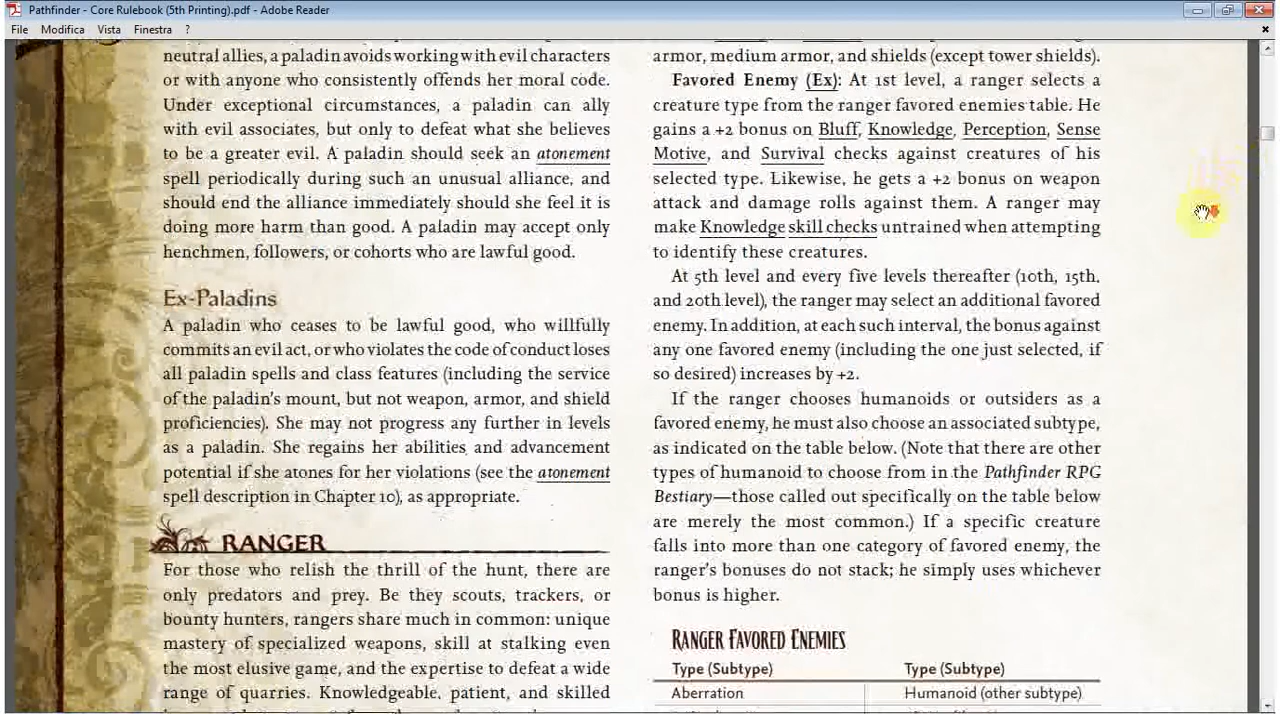 Pathfinder - Core Rulebook (5th Printing).pdf - Adobe Reader
File Modifica Vista Finestra ?
neutral allies, a paladin avoids working with evil characters
or with anyone who consistently offends her moral code.
Under exceptional circumstances, a paladin can ally
with evil associates, but only to defeat what she believes
to be a greater evil. A paladin should seek an atonement
spell periodically during such an unusual alliance, and
should end the alliance immediately should she feel it is
doing more harm than good. A paladin may accept only
henchmen, followers, or cohorts who are lawful good.
Ex-Paladins
A paladin who ceases to be lawful good, who willfully
commits an evil act, or who violates the code of conduct loses
all paladin spells and class features (including the service
of the paladin's mount, but not weapon, armor, and shield
proficiencies). She may not progress any further in levels
as a paladin. She regains her abilities and advancement
potential if she atones for her violations (see the atonement
spell description in Chapter 10), as appropriate.
RANGER
For those who relish the thrill of the hunt, there are
only predators and prey. Be they scouts, trackers, or
bounty hunters, rangers share much in common: unique
mastery of specialized weapons, skill at stalking even
the most elusive game, and the expertise to defeat a wide
range of quarries. Knowledgeable, patient, and skilled
armor, medium armor, and shields (except tower shields).
Favored Enemy (Ex): At 1st level, a ranger selects a
creature type from the ranger favored enemies table. He
gains a +2 bonus on Bluff, Knowledge, Perception, Sense
Motive, and Survival checks against creatures of his
selected type. Likewise, he gets a +2 bonus on weapon
attack and damage rolls against them. A ranger may
make Knowledge skill checks untrained when attempting
to identify these creatures.
At 5th level and every five levels thereafter (10th, 15th,
and 20th level), the ranger may select an additional favored
enemy. In addition, at each such interval, the bonus against
any one favored enemy (including the one just selected, if
so desired) increases by +2.
If the ranger chooses humanoids or outsiders as a
favored enemy, he must also choose an associated subtype,
as indicated on the table below. (Note that there are other
types of humanoid to choose from in the Pathfinder RPG
Bestiary—those called out specifically on the table below
are merely the most common.) If a specific creature
falls into more than one category of favored enemy, the
ranger's bonuses do not stack; he simply uses whichever
bonus is higher.
RANGER FAVORED ENEMIES
Type (Subtype) Type (Subtype)
Aberration Humanoid (other subtype)